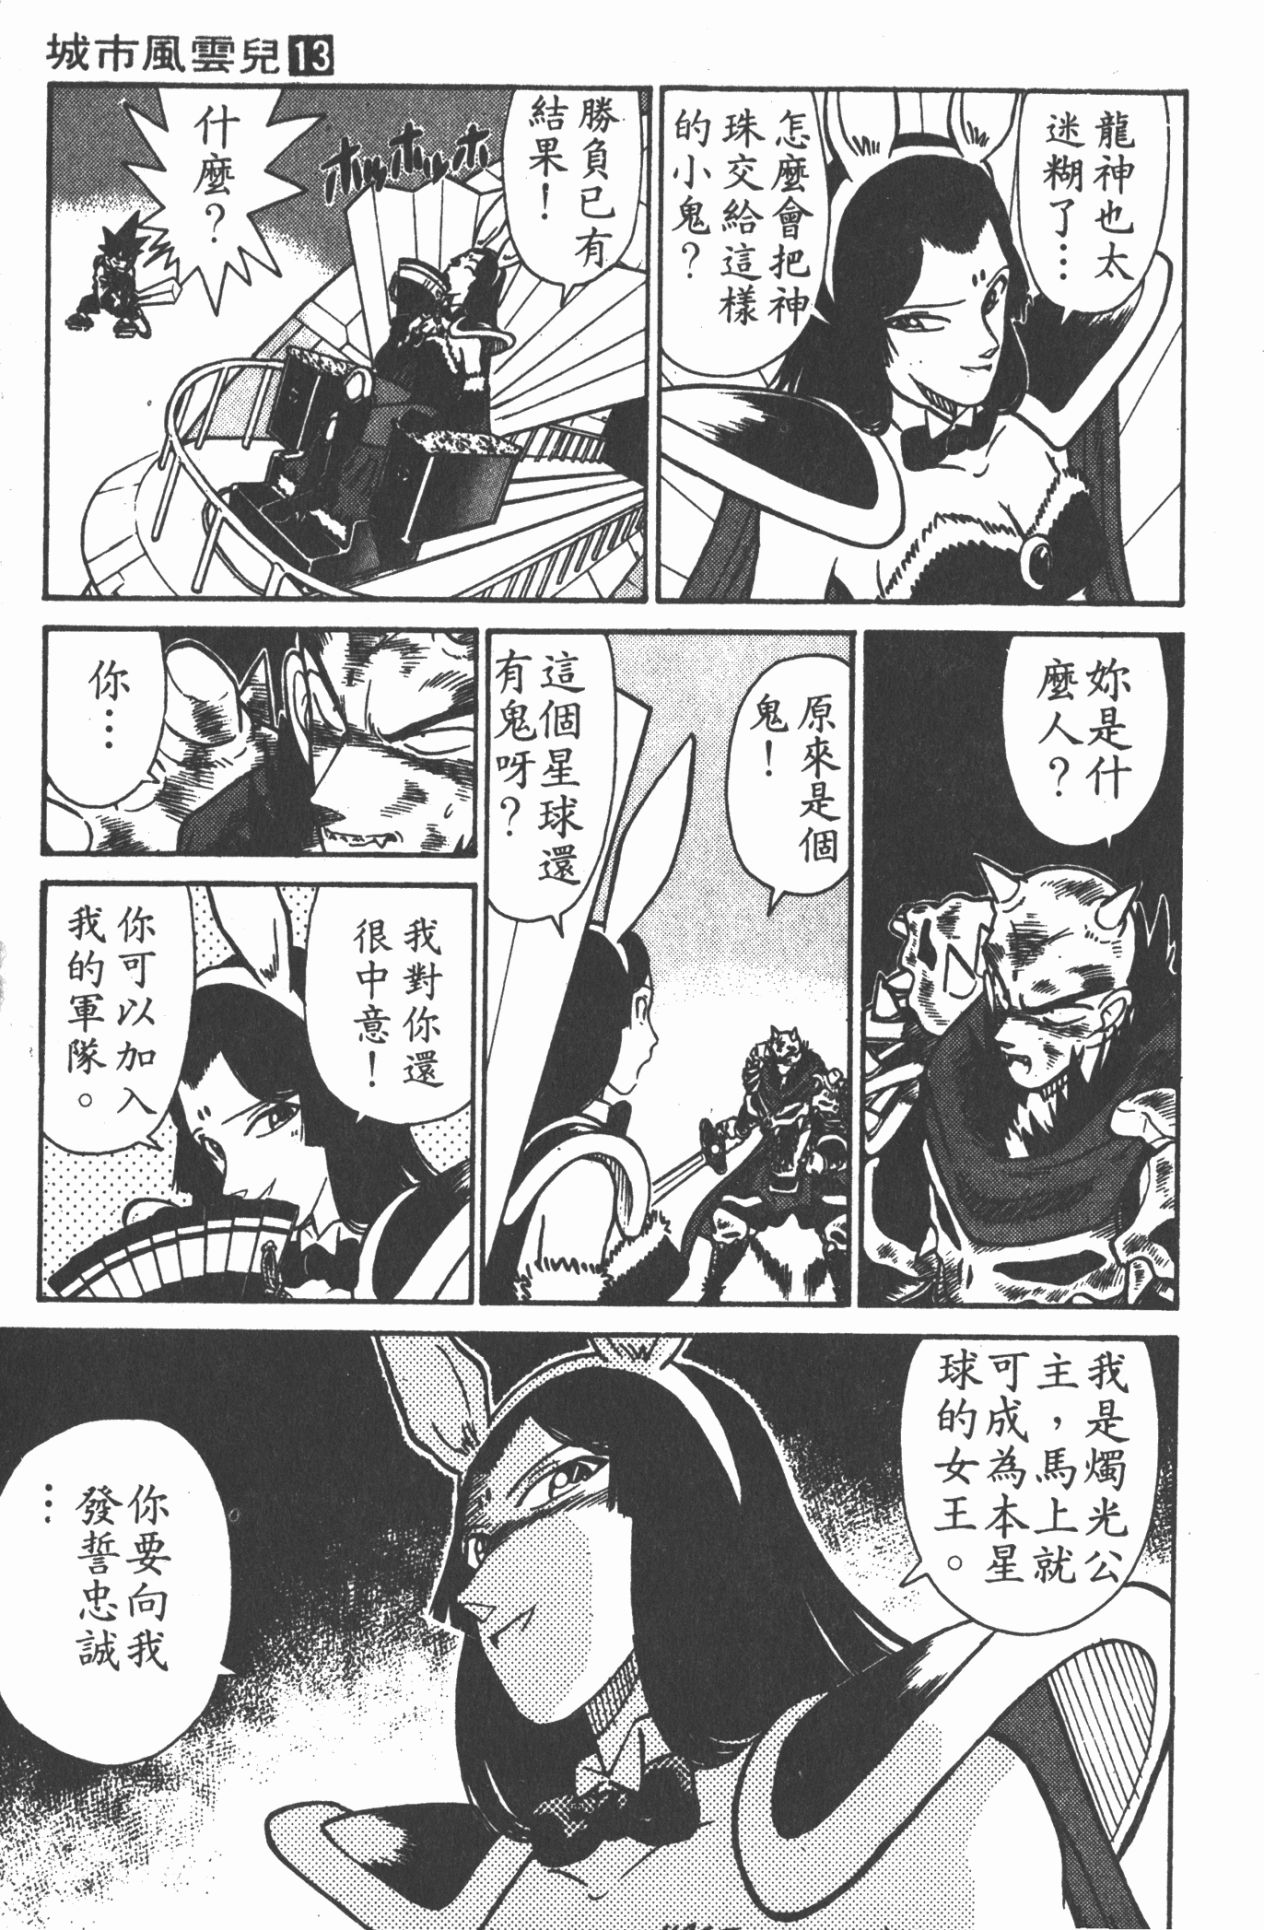 城市風雲兒13
龍神也太
迷糊了…
怎麼會把神
珠交給這樣
的小鬼?
勝負已有
結果!
ホッホッホ
什麼?
妳是什
麼人?
原來是個
鬼!
這個星球還
有鬼呀?
你…
我對你還
很中意!
你可以加入
我的軍隊。
我是燭光公
主,馬上就
可成為本星
球的女王。
你要向我
發誓忠誠
…